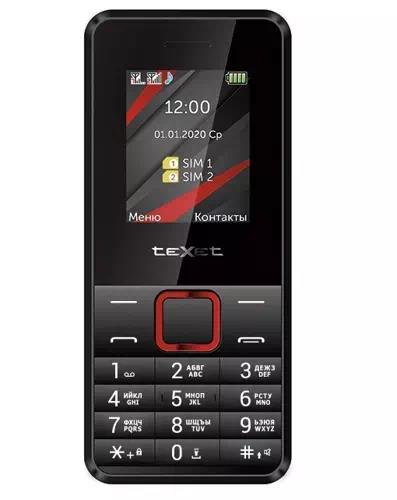 12:00
01.01.2020 Ср
1 SIM 1
2 SIM 2
Меню Контакты
teXet
1 2 АБВГ ABC 3 ДЕЖЗ DEF
4 ИЙКЛ GHI 5 МНОП JKL 6 РСТУ MNO
7 ФХЦЧ PQRS 8 ШЩЪЫ TUV 9 ЬЭЮЯ WXYZ
*+ 0 #